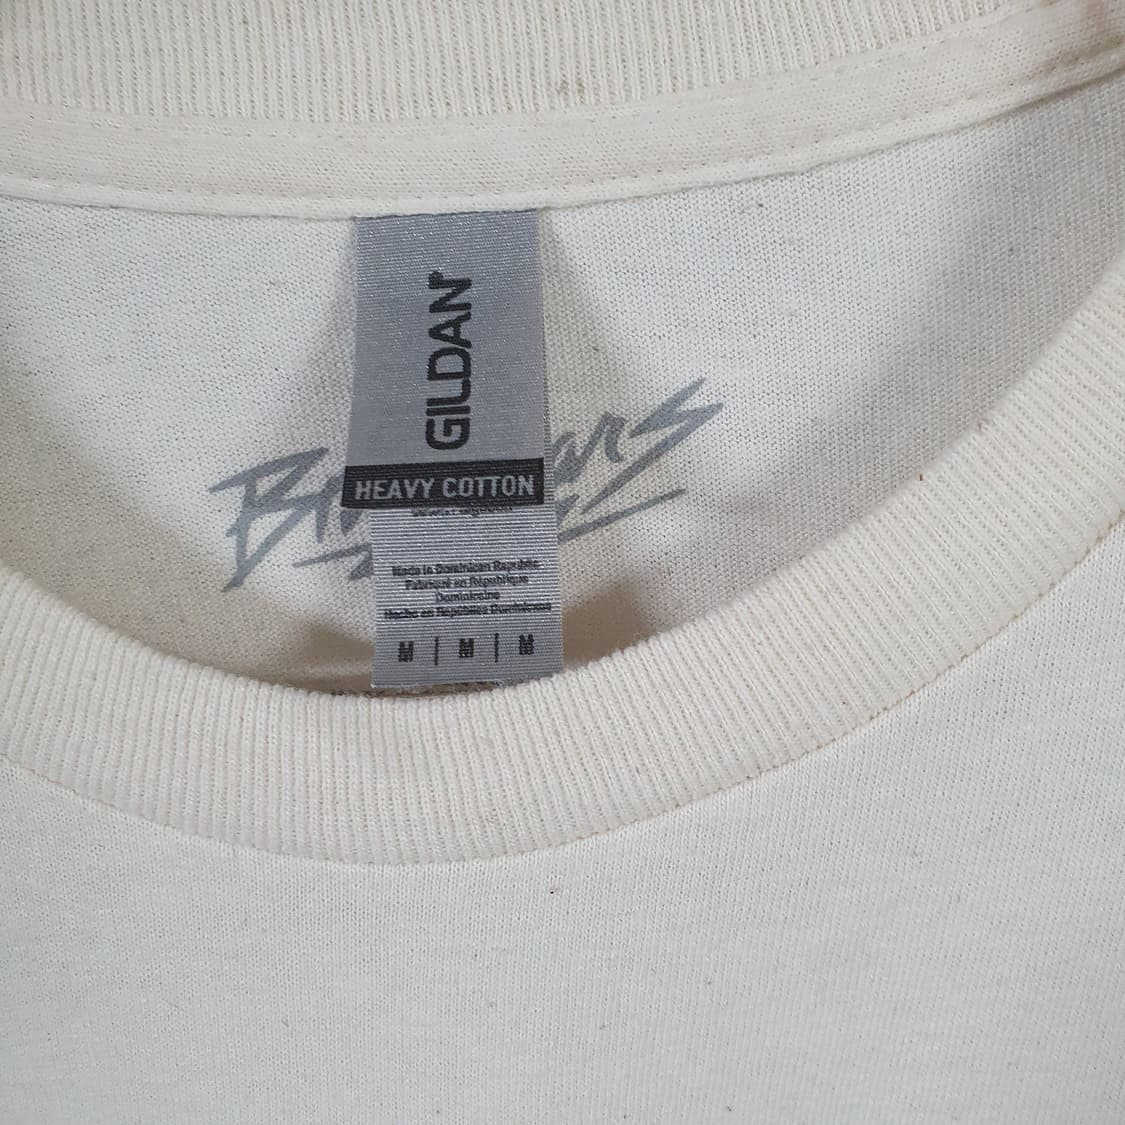 GILDAN
HEAVY COTTON
Made in Dominican Republic
Fabriqué en République
Dominicaine
Hecho en República Dominicana
M | M | M